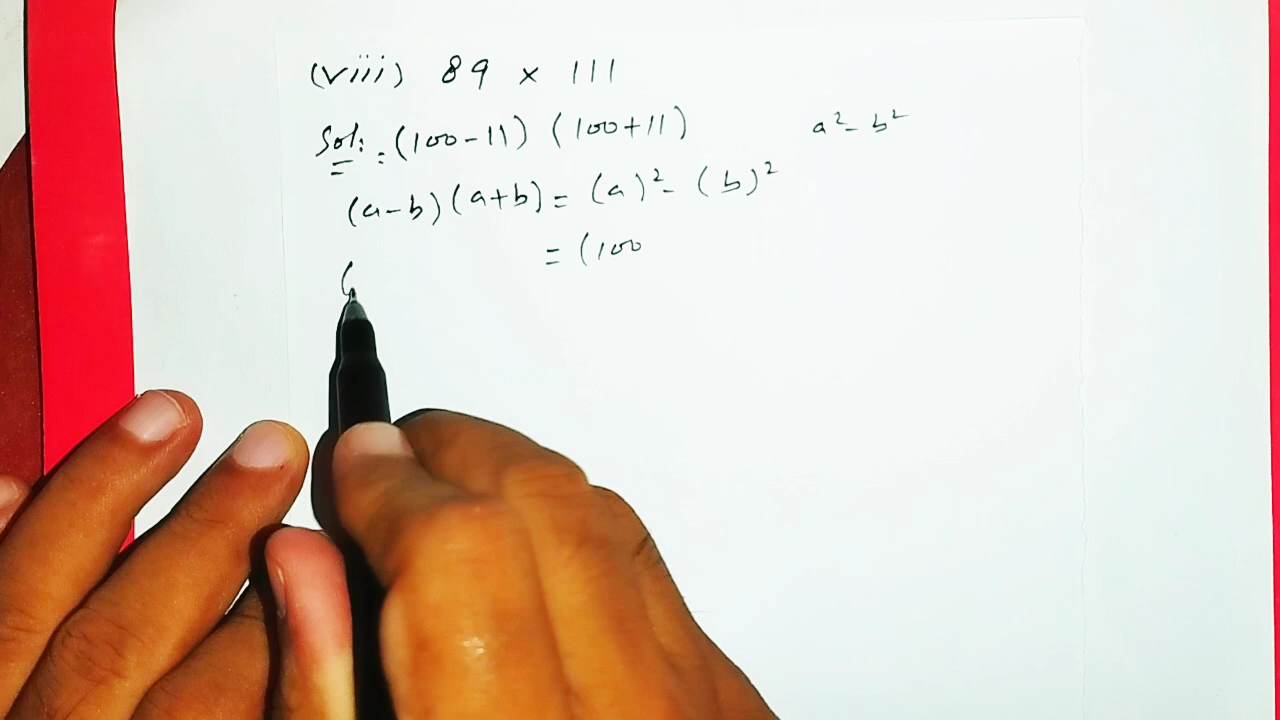 (viii) 89 × 111
Sol: = (100-11) (100+11) a²- b²
(a-b)(a+b) = (a)²- (b)²
= (100
(